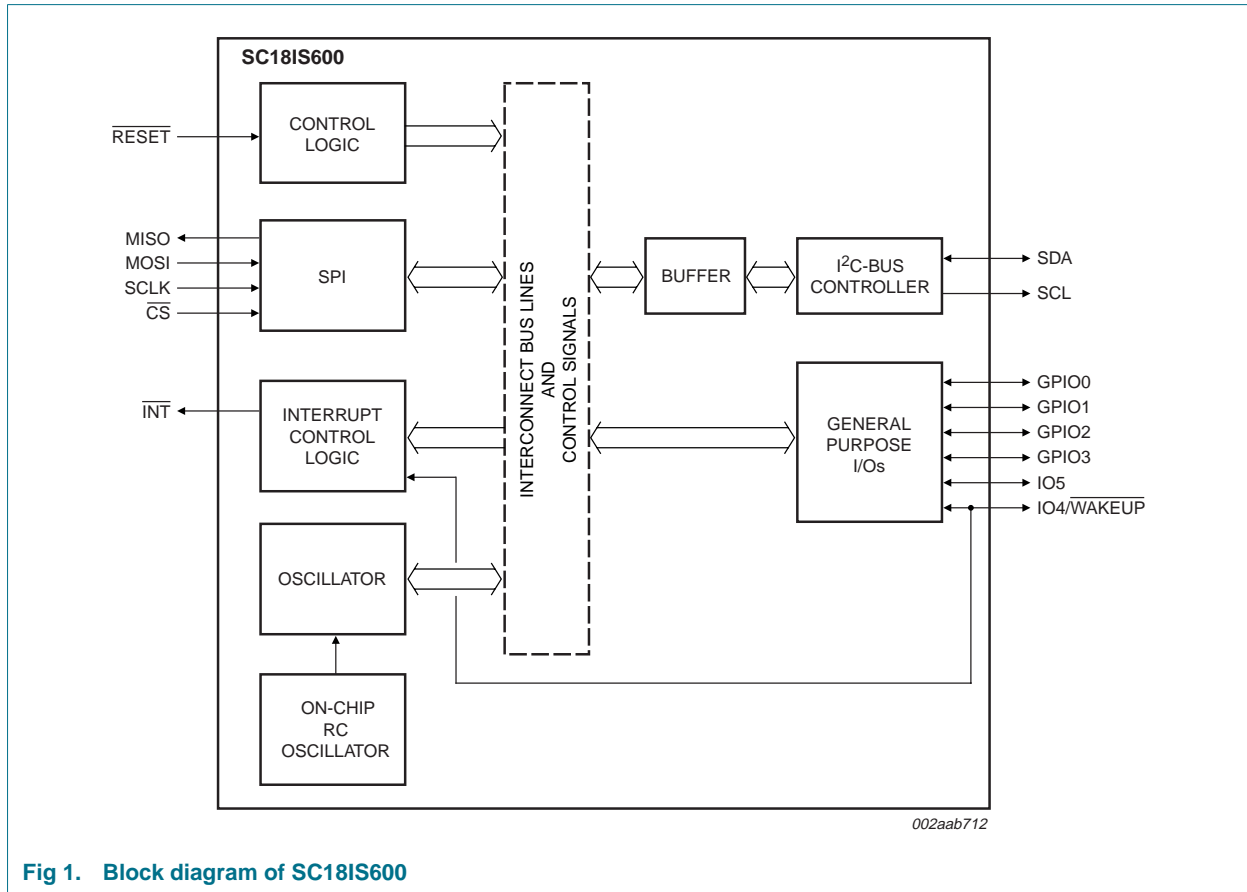 SC18IS600
RESET
CONTROL
LOGIC
MISO
MOSI
SCLK
CS
SPI
INT
INTERRUPT
CONTROL
LOGIC
OSCILLATOR
ON-CHIP
RC
OSCILLATOR
INTERCONNECT BUS LINES
AND
CONTROL SIGNALS
BUFFER
I²C-BUS
CONTROLLER
SDA
SCL
GENERAL
PURPOSE
I/Os
GPIO0
GPIO1
GPIO2
GPIO3
IO5
IO4/WAKEUP
002aab712
Fig 1. Block diagram of SC18IS600